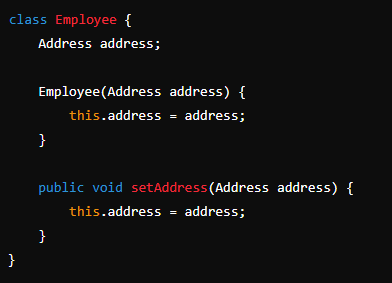 class Employee {
    Address address;

    Employee(Address address) {
        this.address = address;
    }

    public void setAddress(Address address) {
        this.address = address;
    }
}